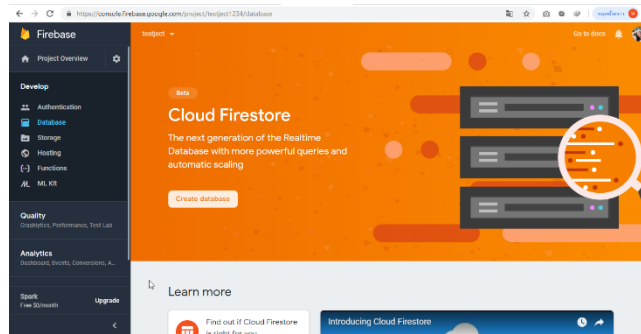 https://console.firebase.google.com/project/testject1234/database
Firebase
testject
Go to docs
Project Overview
Develop
Authentication
Database
Storage
Hosting
Functions
ML Kit
Quality
Crashlytics, Performance, Test Lab
Analytics
Dashboard, Events, Conversions, A...
Spark
Free $0/month
Upgrade
Beta
Cloud Firestore
The next generation of the Realtime
Database with more powerful queries and
automatic scaling
Create database
Learn more
Find out if Cloud Firestore
is right for you
Introducing Cloud Firestore